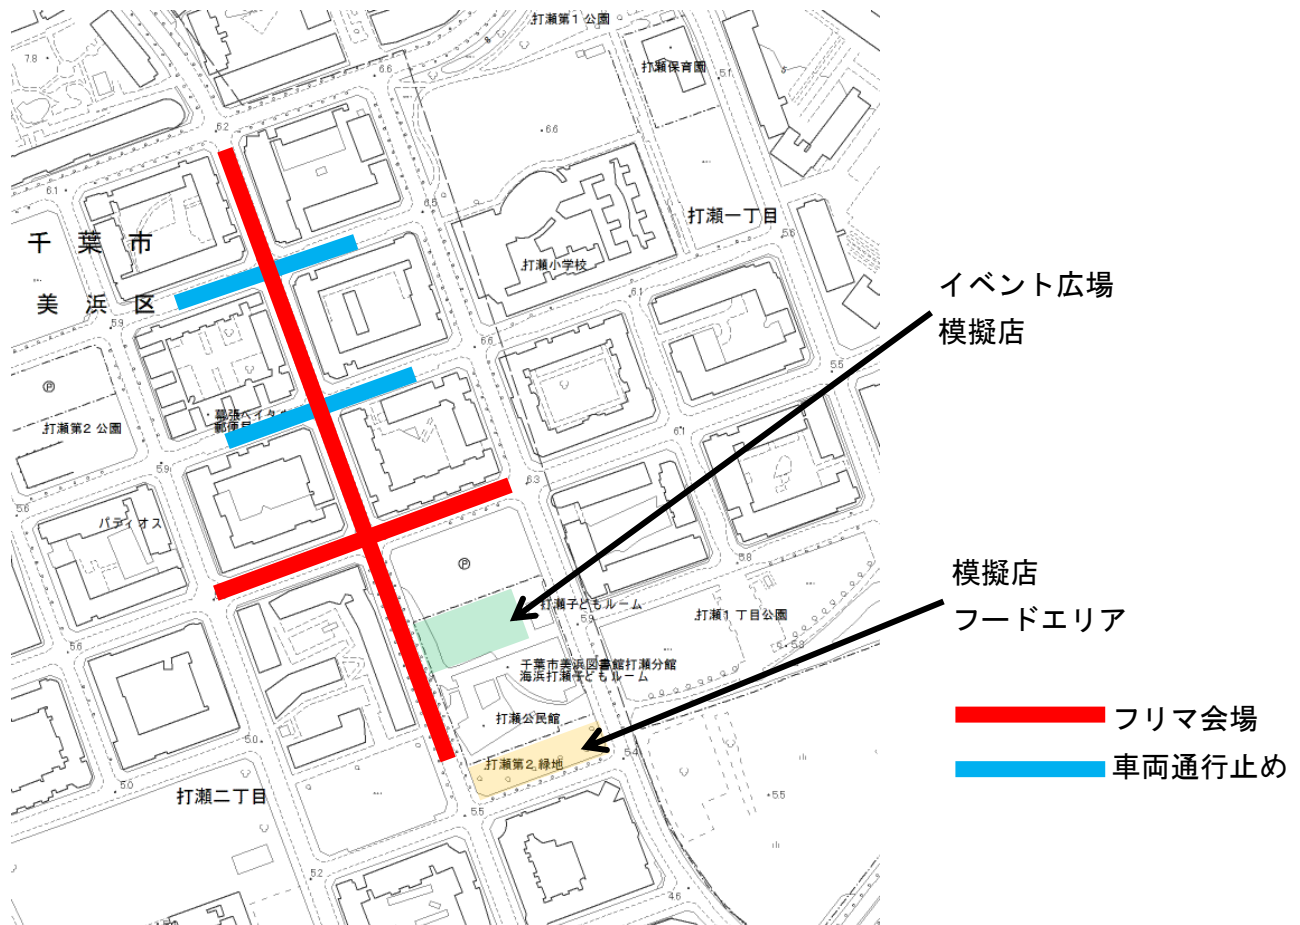 打瀬第1公園
打瀬保育園
7.8
6.6
5.1
6.2
6.6
6.1
6.5
打瀬一丁目
5.6
千葉市
打瀬小学校
美浜区
5.9
6.1
6.6
5.5
イベント広場
模擬店
Ⓟ
打瀬第2公園
5.9
6.1
6.3
5.6
パティオス
Ⓟ
5.8
模擬店
フードエリア
打瀬子どもルーム
5.9
打瀬1丁目公園
5.6
5.3
千葉市美浜図書館打瀬分館
海浜打瀬子どもルーム
打瀬公民館
フリマ会場
5.0
5.4
打瀬第2緑地
車両通行止め
5.0
打瀬二丁目
5.5
5.5
5.2
4.6